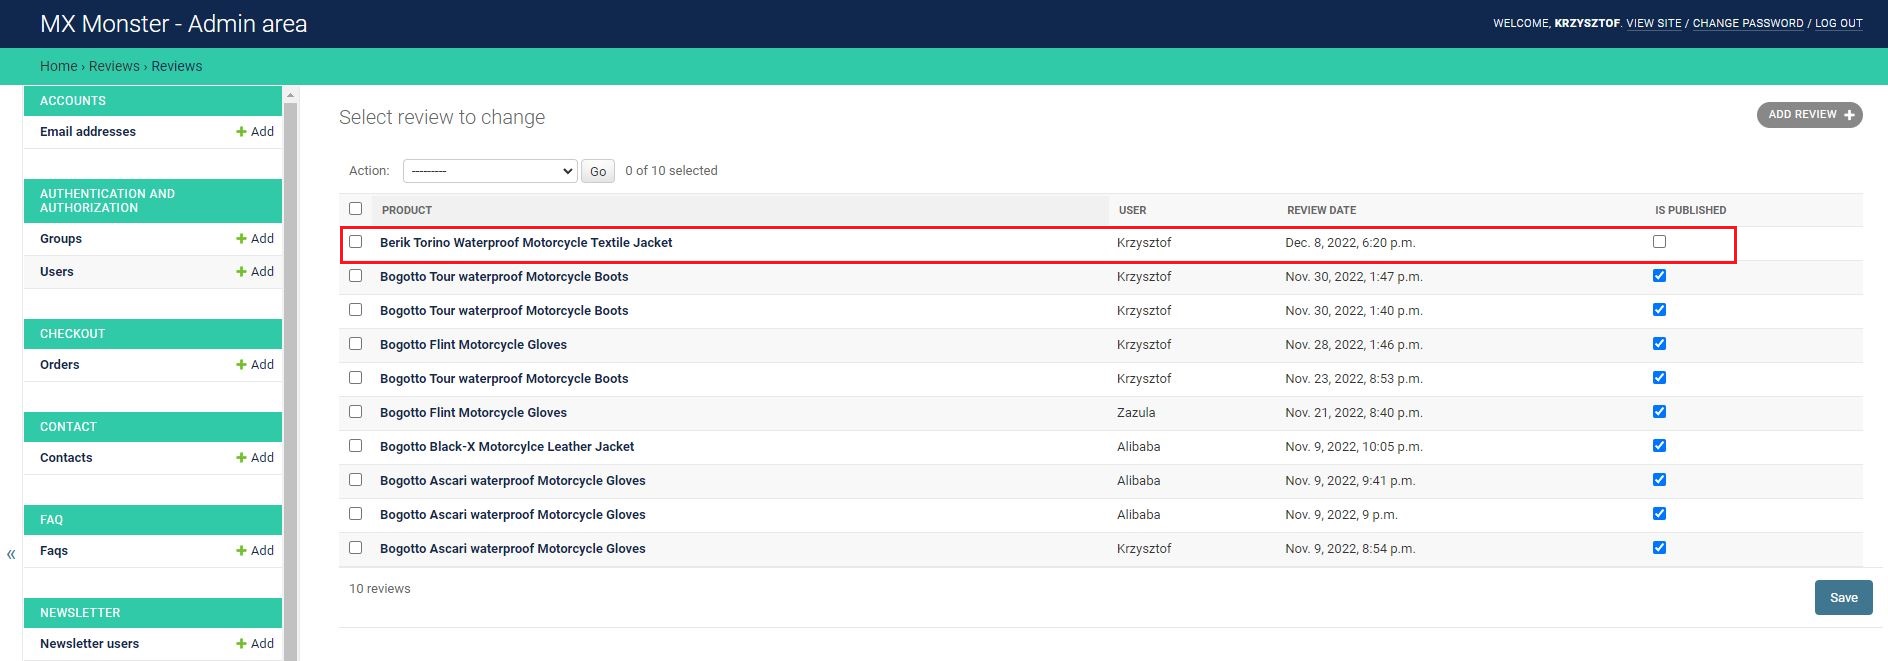 MX Monster - Admin area
WELCOME, KRZYSZTOF. VIEW SITE / CHANGE PASSWORD / LOG OUT
Home › Reviews › Reviews
ACCOUNTS
Email addresses + Add
AUTHENTICATION AND
AUTHORIZATION
Groups + Add
Users + Add
CHECKOUT
Orders + Add
CONTACT
Contacts + Add
FAQ
Faqs + Add
NEWSLETTER
Newsletter users + Add
«
Select review to change
ADD REVIEW +
Action: --------- Go 0 of 10 selected
PRODUCT USER REVIEW DATE IS PUBLISHED
Berik Torino Waterproof Motorcycle Textile Jacket Krzysztof Dec. 8, 2022, 6:20 p.m.
Bogotto Tour waterproof Motorcycle Boots Krzysztof Nov. 30, 2022, 1:47 p.m.
Bogotto Tour waterproof Motorcycle Boots Krzysztof Nov. 30, 2022, 1:40 p.m.
Bogotto Flint Motorcycle Gloves Krzysztof Nov. 28, 2022, 1:46 p.m.
Bogotto Tour waterproof Motorcycle Boots Krzysztof Nov. 23, 2022, 8:53 p.m.
Bogotto Flint Motorcycle Gloves Zazula Nov. 21, 2022, 8:40 p.m.
Bogotto Black-X Motorcylce Leather Jacket Alibaba Nov. 9, 2022, 10:05 p.m.
Bogotto Ascari waterproof Motorcycle Gloves Alibaba Nov. 9, 2022, 9:41 p.m.
Bogotto Ascari waterproof Motorcycle Gloves Alibaba Nov. 9, 2022, 9 p.m.
Bogotto Ascari waterproof Motorcycle Gloves Krzysztof Nov. 9, 2022, 8:54 p.m.
10 reviews
Save